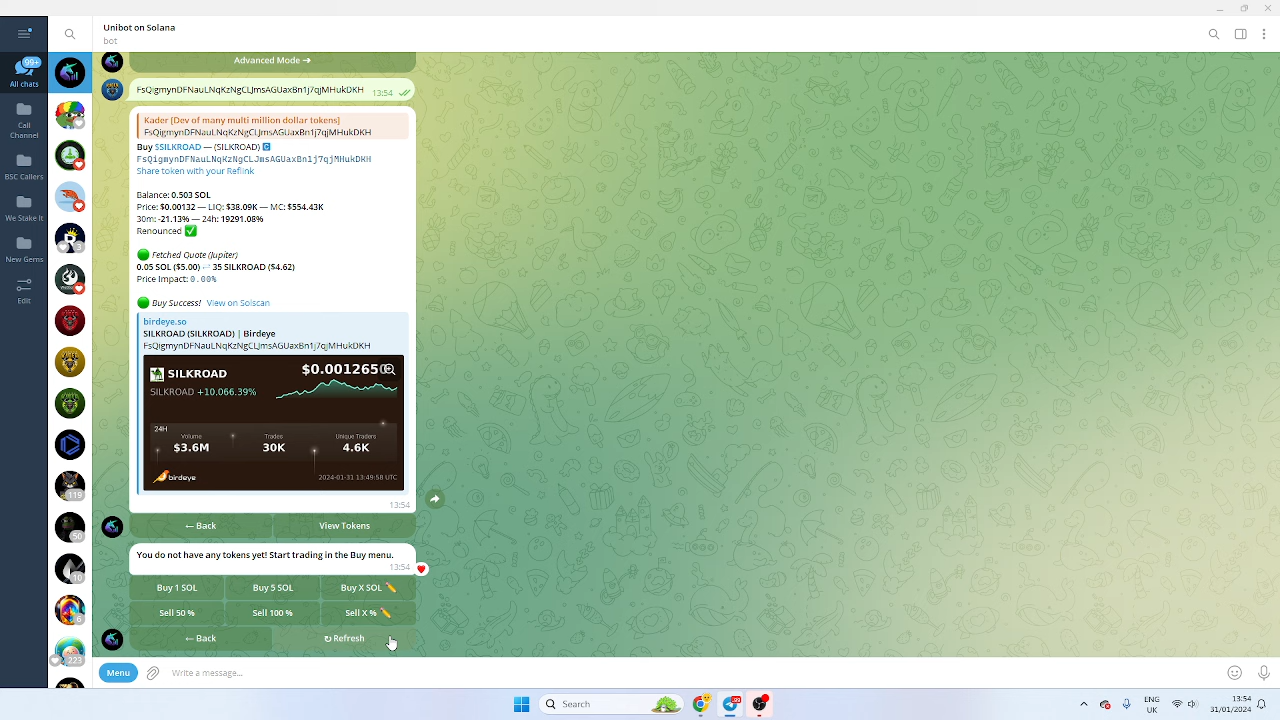 Unibot on Solana
bot
99+
All chats
Call
Channel
BSC Callers
We Stake It
New Gems
Edit
3
119
50
10
6
223
Advanced Mode ➔
FsQigmynDFNauLNqKzNgCLJmsAGUaxBn1j7qjMHukDKH 13:54
Kader [Dev of many multi million dollar tokens]
FsQigmynDFNauLNqKzNgCLJmsAGUaxBn1j7qjMHukDKH
Buy $SILKROAD — (SILKROAD) C
FsQigmynDFNauLNqKzNgCLJmsAGUaxBn1j7qjMHukDKH
Share token with your Reflink
Balance: 0.503 SOL
Price: $0.00132 — LIQ: $38.09K — MC: $554.43K
30m: -21.13% — 24h: 19291.08%
Renounced ✅
🟢 Fetched Quote (Jupiter)
0.05 SOL ($5.00) ↔ 35 SILKROAD ($4.62)
Price Impact: 0.00%
🟢 Buy Success! View on Solscan
birdeye.so
SILKROAD (SILKROAD) | Birdeye
FsQigmynDFNauLNqKzNgCLJmsAGUaxBn1j7qjMHukDKH
SILKROAD $0.001265
SILKROAD +10,066.39%
24H
Volume Trades Unique Traders
$3.6M 30K 4.6K
birdeye 2024-01-31 13:49:58 UTC
13:54
← Back View Tokens
You do not have any tokens yet! Start trading in the Buy menu.
13:54
Buy 1 SOL Buy 5 SOL Buy X SOL ✏️
Sell 50 % Sell 100 % Sell X % ✏️
← Back ↻ Refresh
Menu Write a message...
Search
ENG
UK
13:54
31/01/2024